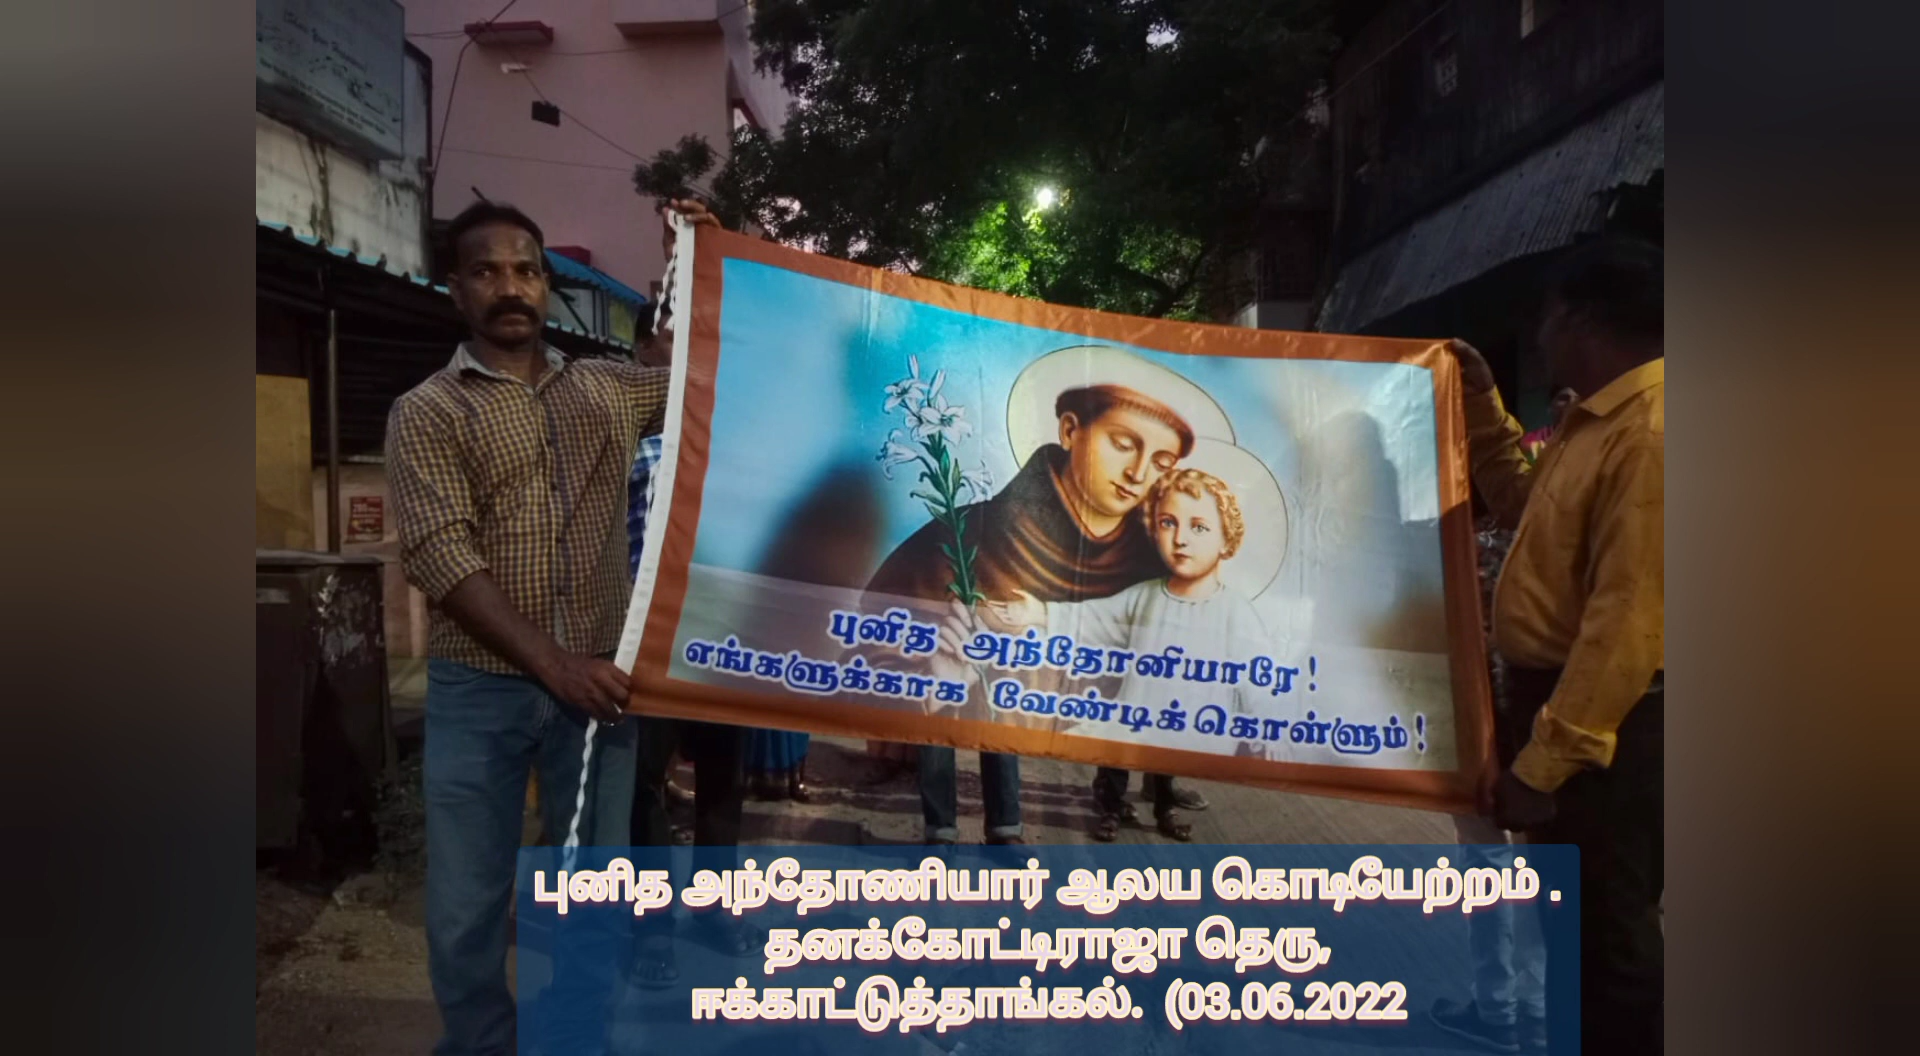 புனித அந்தோனியாரே!
எங்களுக்காக வேண்டிக்கொள்ளும்!
புனித அந்தோணியார் ஆலய கொடியேற்றம் .
தனக்கோட்டிராஜா தெரு,
ஈக்காட்டுத்தாங்கல். (03.06.2022